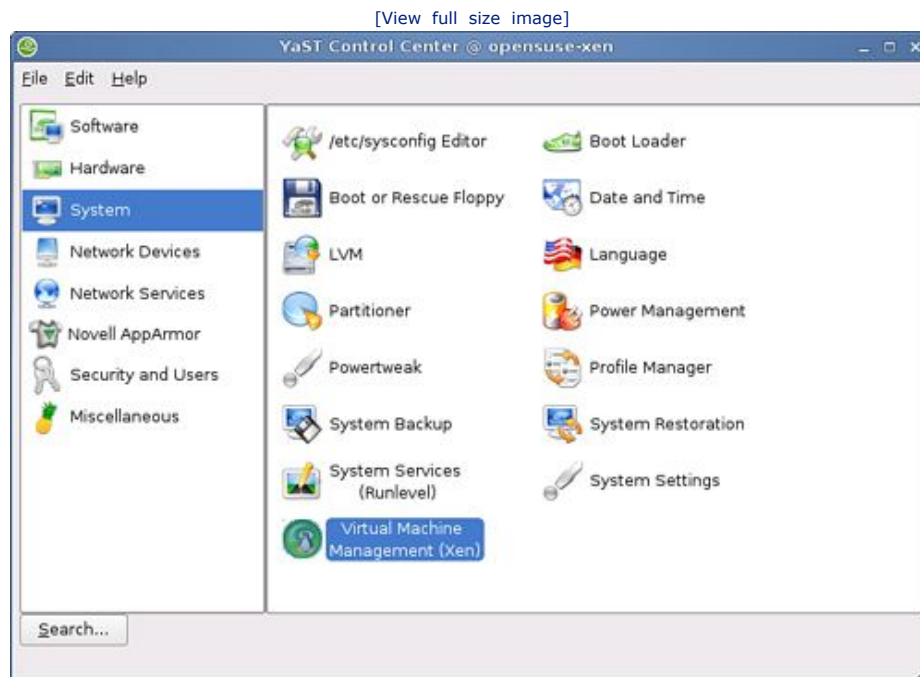 [View full size image]
YaST Control Center @ opensuse-xen
File Edit Help
Software
Hardware
System
Network Devices
Network Services
Novell AppArmor
Security and Users
Miscellaneous
/etc/sysconfig Editor
Boot Loader
Boot or Rescue Floppy
Date and Time
LVM
Language
Partitioner
Power Management
Powertweak
Profile Manager
System Backup
System Restoration
System Services
(Runlevel)
System Settings
Virtual Machine
Management (Xen)
Search...